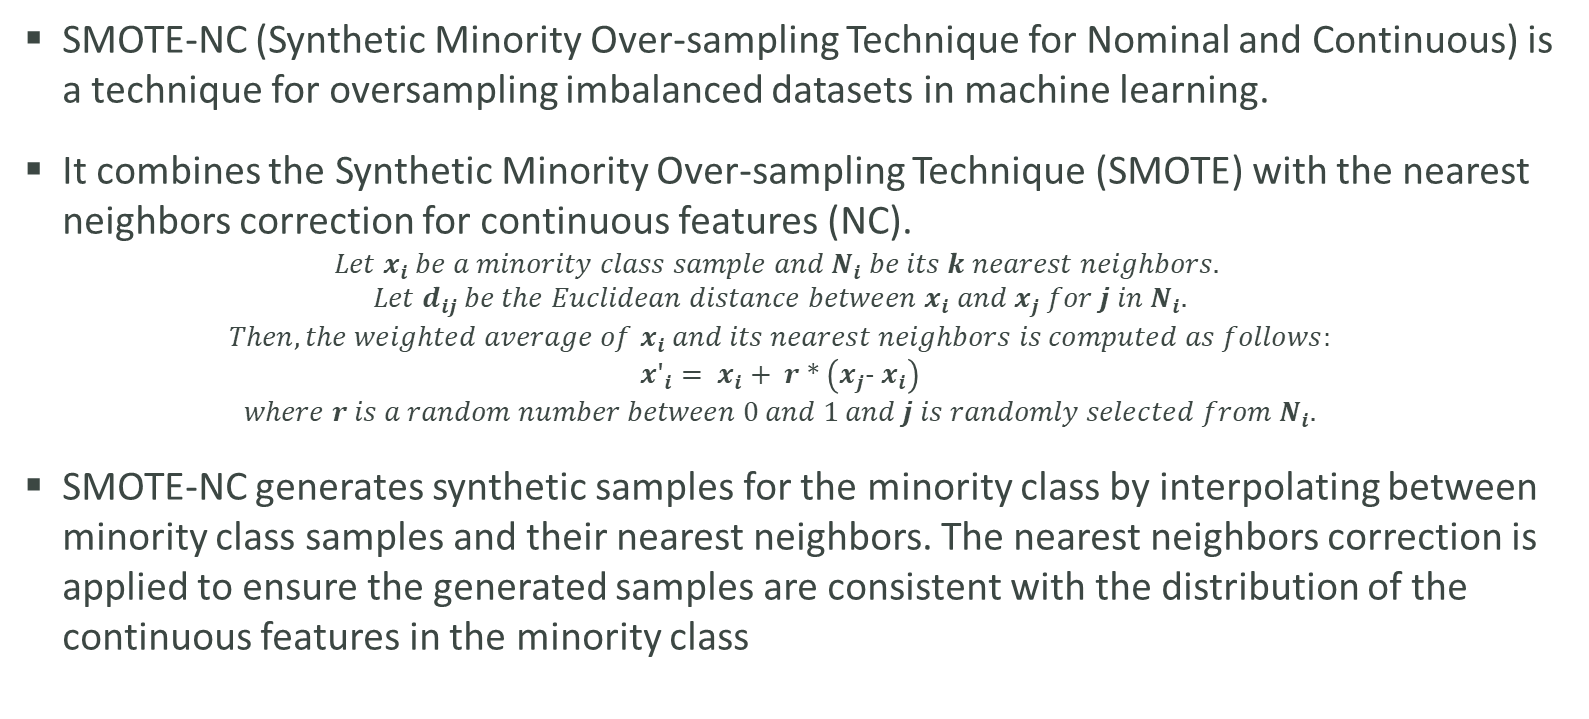 ▪ SMOTE-NC (Synthetic Minority Over-sampling Technique for Nominal and Continuous) is
a technique for oversampling imbalanced datasets in machine learning.
▪ It combines the Synthetic Minority Over-sampling Technique (SMOTE) with the nearest
neighbors correction for continuous features (NC).
Let xᵢ be a minority class sample and Nᵢ be its k nearest neighbors.
Let dᵢⱼ be the Euclidean distance between xᵢ and xⱼ for j in Nᵢ.
Then, the weighted average of xᵢ and its nearest neighbors is computed as follows:
x'ᵢ = xᵢ + r * (xⱼ- xᵢ)
where r is a random number between 0 and 1 and j is randomly selected from Nᵢ.
▪ SMOTE-NC generates synthetic samples for the minority class by interpolating between
minority class samples and their nearest neighbors. The nearest neighbors correction is
applied to ensure the generated samples are consistent with the distribution of the
continuous features in the minority class